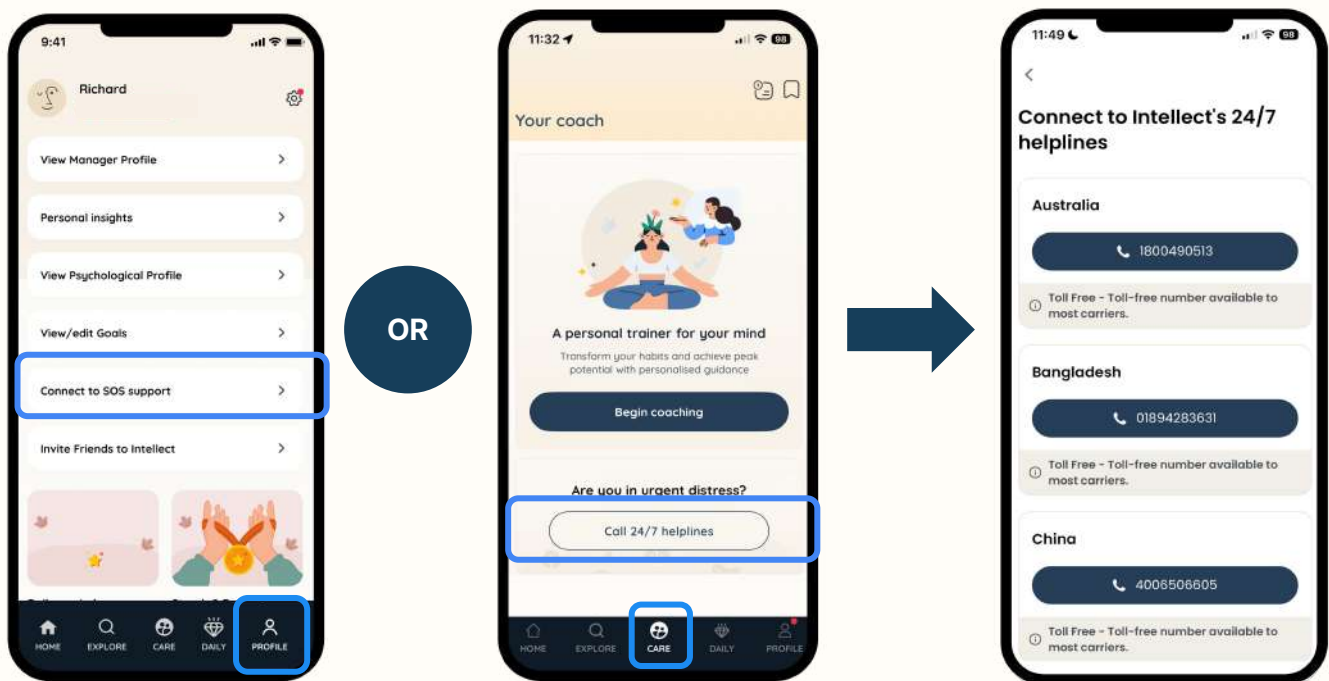 9:41
Richard
View Manager Profile
Personal insights
View Psychological Profile
View/edit Goals
Connect to SOS support
Invite Friends to Intellect
HOME
EXPLORE
CARE
DAILY
PROFILE
OR
11:32
98
Your coach
A personal trainer for your mind
Transform your habits and achieve peak
potential with personalised guidance
Begin coaching
Are you in urgent distress?
Call 24/7 helplines
HOME
EXPLORE
CARE
DAILY
PROFILE
11:49
98
Connect to Intellect's 24/7
helplines
Australia
1800490513
Toll Free - Toll-free number available to
most carriers.
Bangladesh
01894283631
Toll Free - Toll-free number available to
most carriers.
China
4006506605
Toll Free - Toll-free number available to
most carriers.